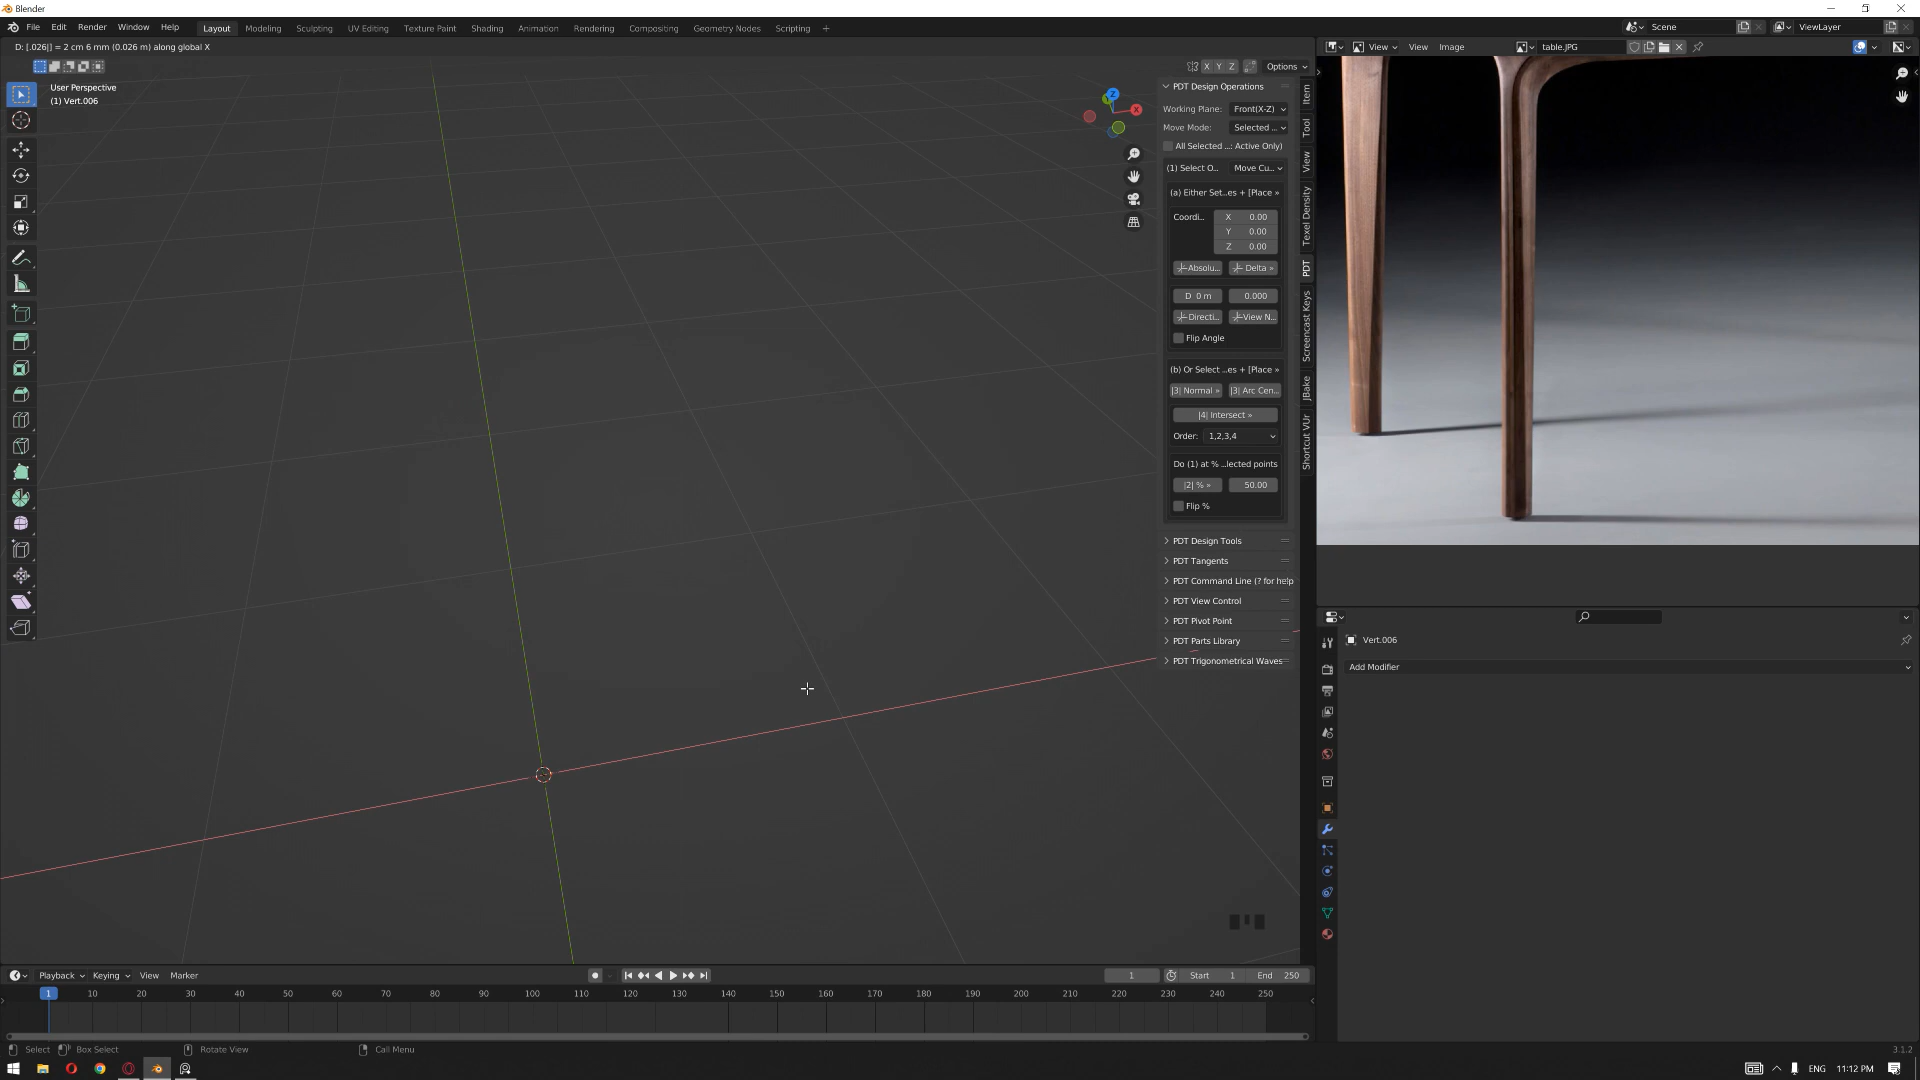 Blender
File Edit Render Window Help
Layout Modeling Sculpting UV Editing Texture Paint Shading Animation Rendering Compositing Geometry Nodes Scripting +
Scene ViewLayer
D: [.026|] = 2 cm 6 mm (0.026 m) along global X
View View Image table.JPG
X Y Z Options
User Perspective
(1) Vert.006
Z
X
PDT Design Operations
Working Plane: Front(X-Z)
Move Mode: Selected ...
All Selected ...: Active Only)
(1) Select O... Move Cu...
(a) Either Set...es + [Place »
Coordi... X 0.00
Y 0.00
Z 0.00
Absolu... Delta »
D 0 m 0.000
Directi... View N...
Flip Angle
(b) Or Select ...es + [Place »
|3| Normal » |3| Arc Cen...
|4| Intersect »
Order: 1,2,3,4
Do (1) at % ...lected points
|2| % » 50.00
Flip %
PDT Design Tools
PDT Tangents
PDT Command Line (? for help
PDT View Control
PDT Pivot Point
PDT Parts Library
PDT Trigonometrical Waves
Item
Tool
View
Texel Density
PDT
Screencast Keys
JBake
Shortcut VUr
Vert.006
Add Modifier
Playback Keying View Marker
1 Start 1 End 250
1 10 20 30 40 50 60 70 80 90 100 110 120 130 140 150 160 170 180 190 200 210 220 230 240 250
Select Box Select Rotate View Call Menu
3.1.2
ENG 11:12 PM